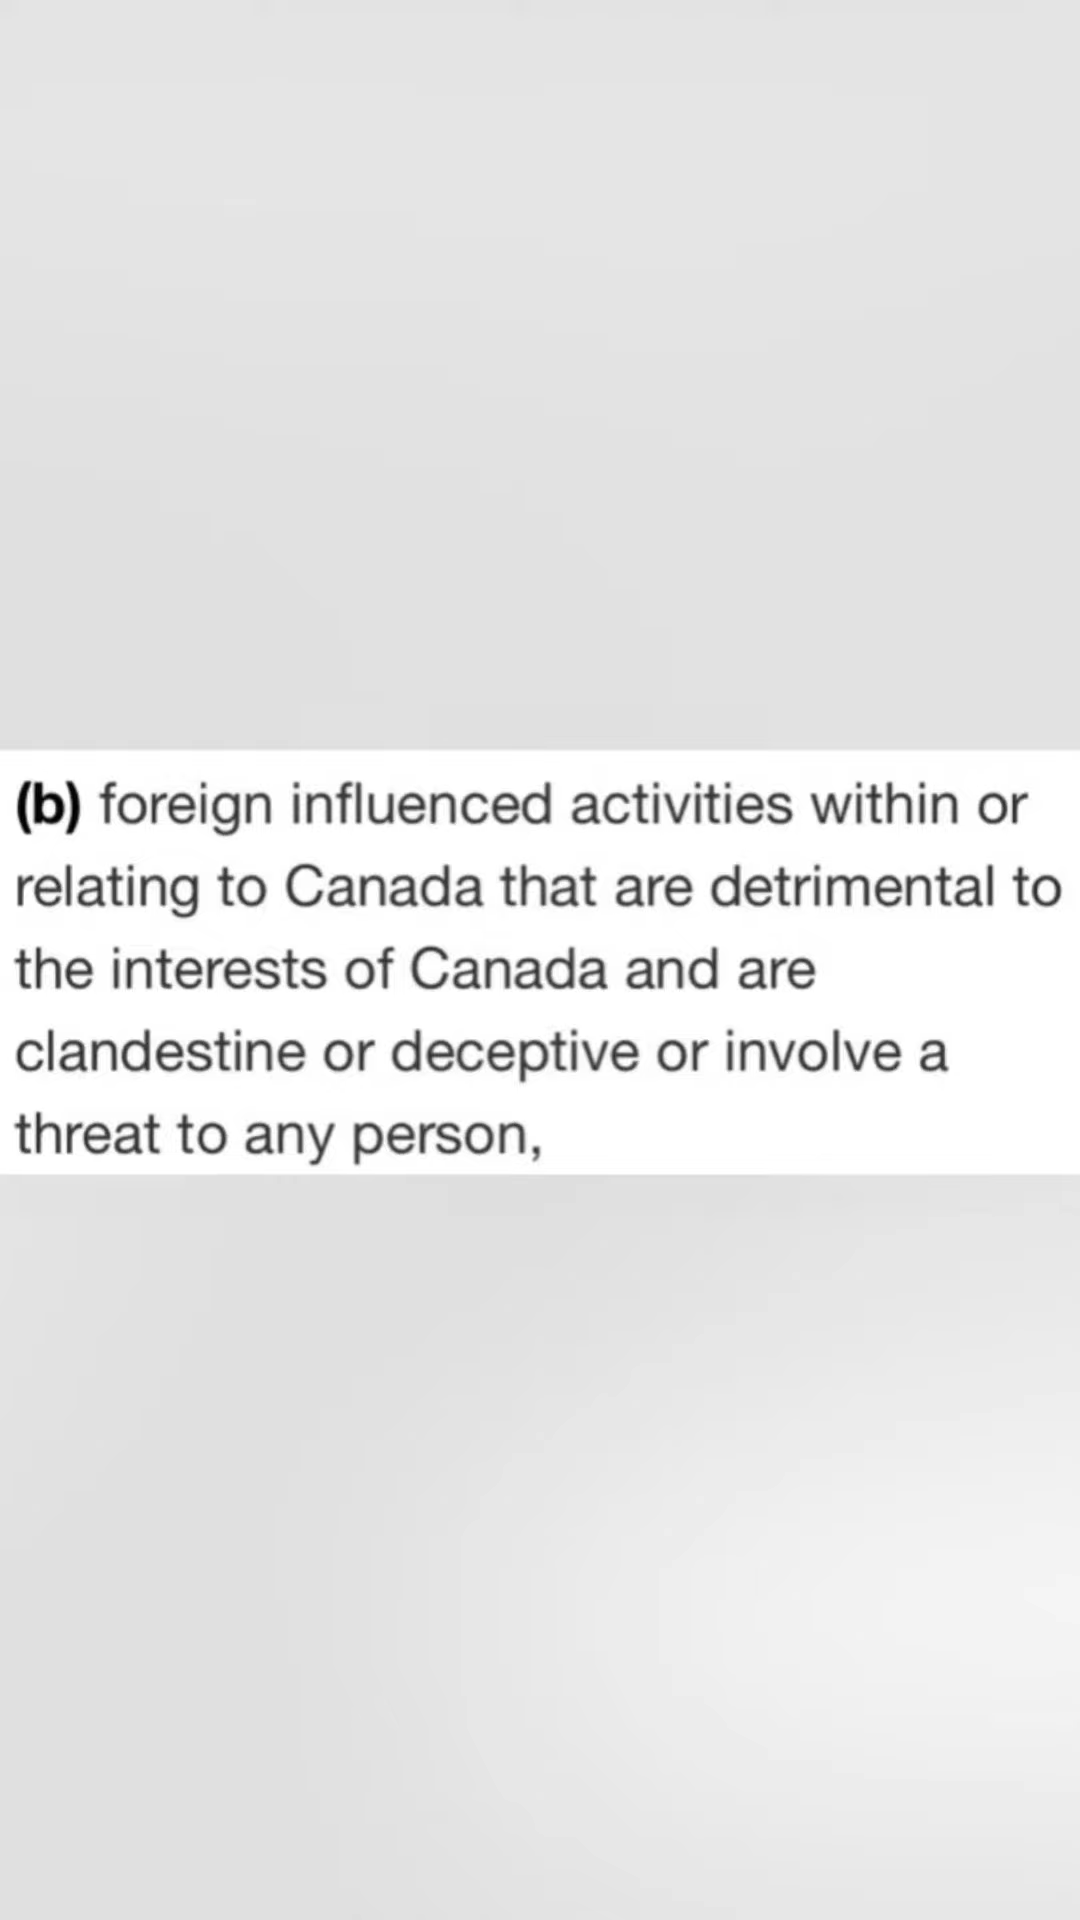 (b) foreign influenced activities within or
relating to Canada that are detrimental to
the interests of Canada and are
clandestine or deceptive or involve a
threat to any person,